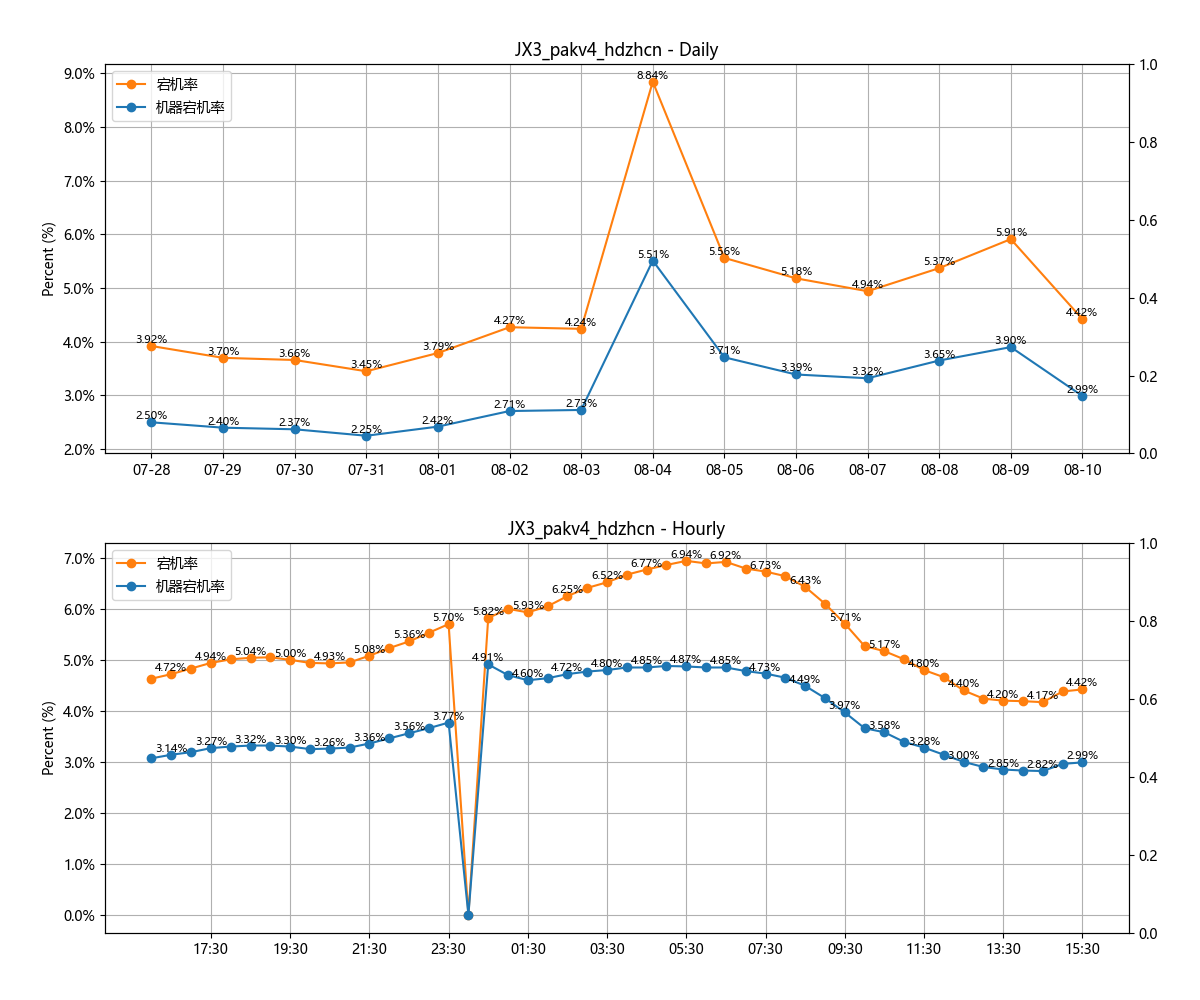 JX3_pakv4_hdzhcn - Daily
宕机率
机器宕机率
Percent (%)
9.0%
8.0%
7.0%
6.0%
5.0%
4.0%
3.0%
2.0%
1.0
0.8
0.6
0.4
0.2
0.0
3.92% 3.70% 3.66% 3.45% 3.79% 4.27% 4.24% 8.84% 5.56% 5.18% 4.94% 5.37% 5.91% 4.42%
2.50% 2.40% 2.37% 2.25% 2.42% 2.71% 2.73% 5.51% 3.71% 3.39% 3.32% 3.65% 3.90% 2.99%
07-28 07-29 07-30 07-31 08-01 08-02 08-03 08-04 08-05 08-06 08-07 08-08 08-09 08-10
JX3_pakv4_hdzhcn - Hourly
宕机率
机器宕机率
Percent (%)
7.0%
6.0%
5.0%
4.0%
3.0%
2.0%
1.0%
0.0%
1.0
0.8
0.6
0.4
0.2
0.0
4.72% 4.94% 5.04% 5.00% 4.93% 5.08% 5.36% 5.70% 5.82% 5.93% 6.25% 6.52% 6.77% 6.94% 6.92% 6.73% 6.43% 5.71% 5.17% 4.80% 4.40% 4.20% 4.17% 4.42%
3.14% 3.27% 3.32% 3.30% 3.26% 3.36% 3.56% 3.77% 4.91% 4.60% 4.72% 4.80% 4.85% 4.87% 4.85% 4.73% 4.49% 3.97% 3.58% 3.28% 3.00% 2.85% 2.82% 2.99%
17:30 19:30 21:30 23:30 01:30 03:30 05:30 07:30 09:30 11:30 13:30 15:30